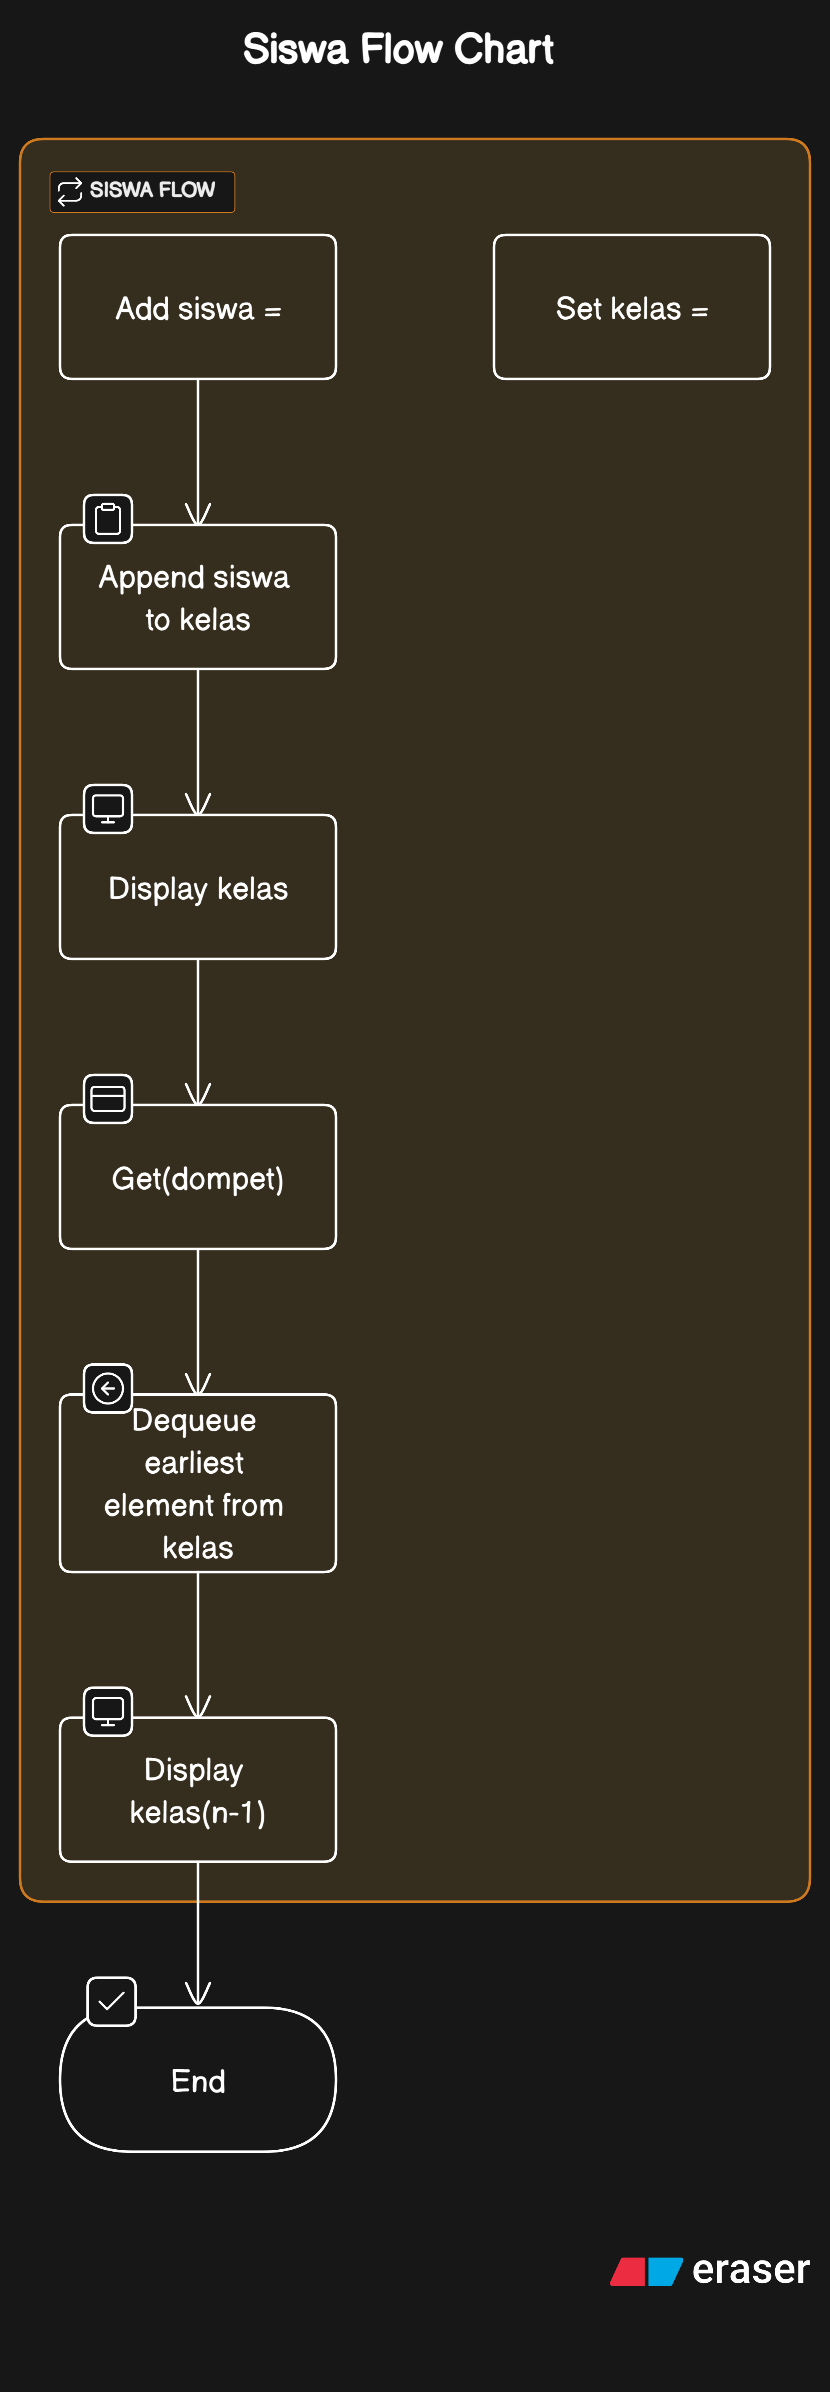 Siswa Flow Chart
SISWA FLOW
Add siswa =
Set kelas =
Append siswa
to kelas
Display kelas
Get(dompet)
Dequeue
earliest
element from
kelas
Display
kelas(n-1)
End
eraser